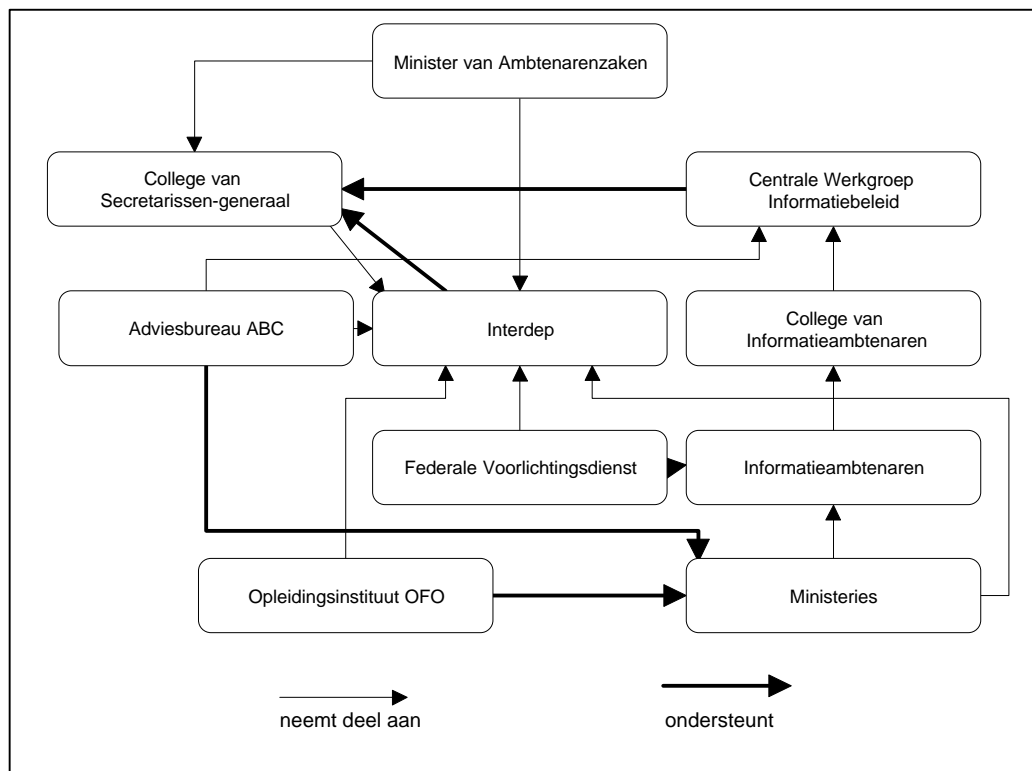 Minister van Ambtenarenzaken
College van
Secretarissen-generaal
Centrale Werkgroep
Informatiebeleid
Adviesbureau ABC
Interdep
College van
Informatieambtenaren
Federale Voorlichtingsdienst
Informatieambtenaren
Opleidingsinstituut OFO
Ministeries
neemt deel aan
ondersteunt